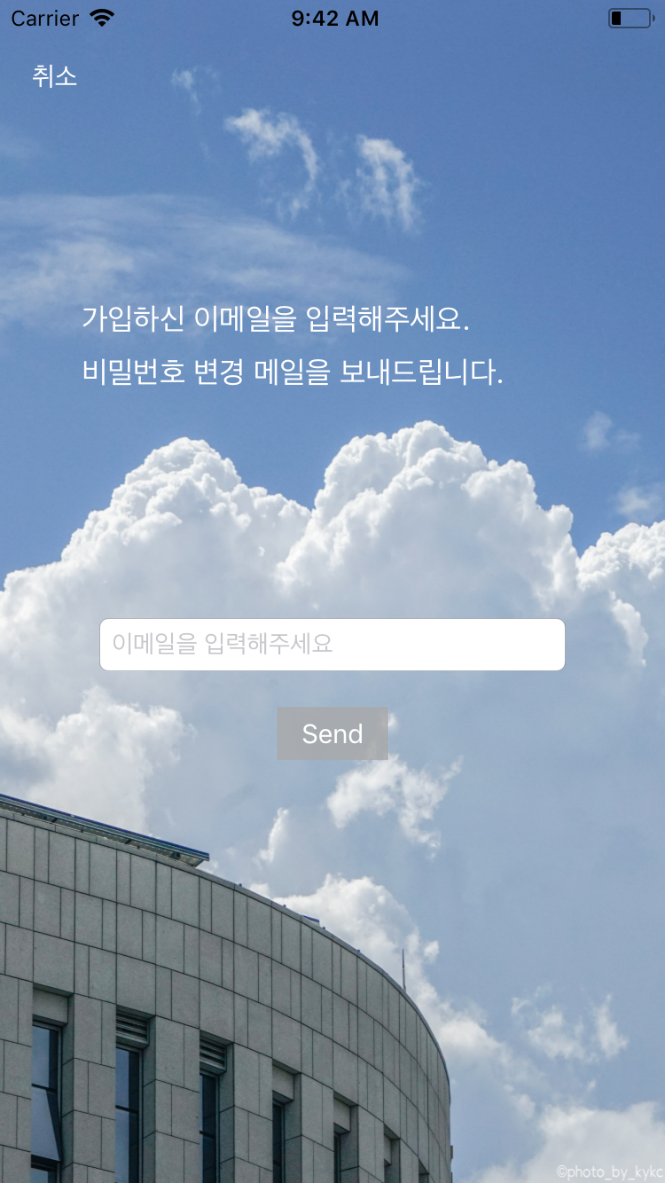 Carrier 9:42 AM
취소
가입하신 이메일을 입력해주세요.
비밀번호 변경 메일을 보내드립니다.
이메일을 입력해주세요
Send
©photo_by_kykc